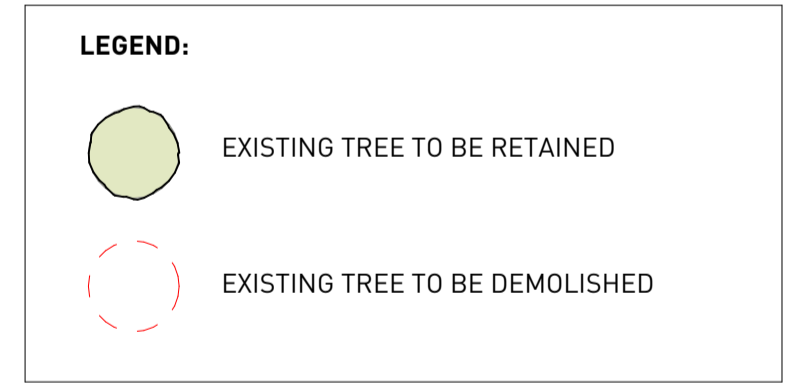 LEGEND:
EXISTING TREE TO BE RETAINED
EXISTING TREE TO BE DEMOLISHED